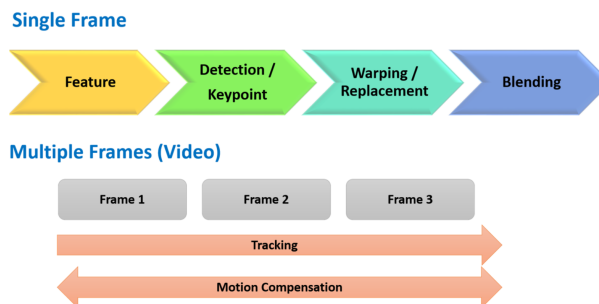 Single Frame
Feature
Detection /
Keypoint
Warping /
Replacement
Blending
Multiple Frames (Video)
Frame 1
Frame 2
Frame 3
Tracking
Motion Compensation